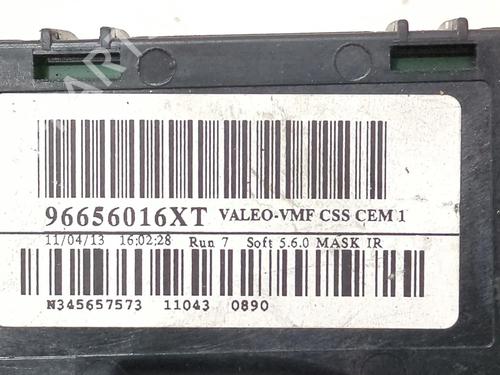 96656016XT VALEO-VMF CSS CEM 1
11/04/13 16:02:28 Run 7 Soft 5.6.0 MASK IR
N345657573 11043 0890